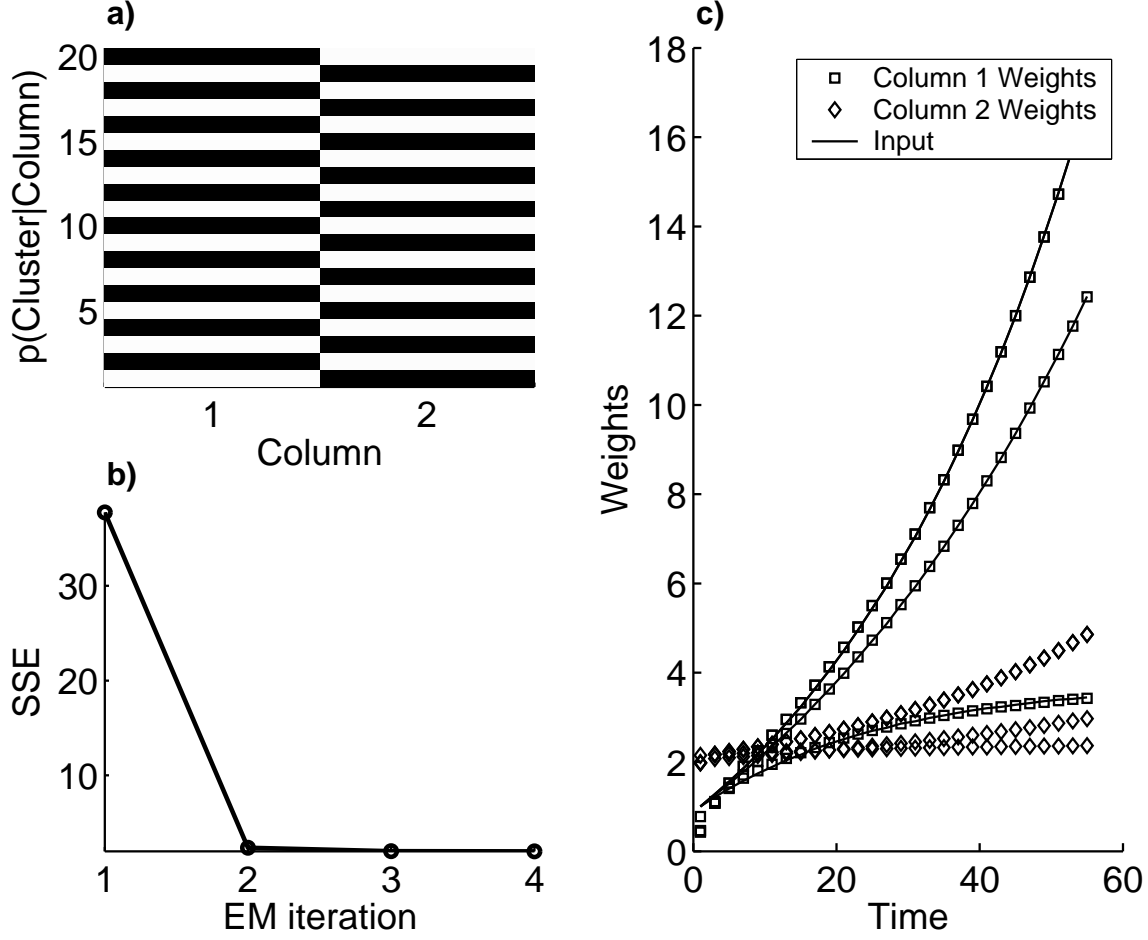 a)
p(Cluster|Column)
20
15
10
5
1 2
Column
b)
SSE
30
20
10
1 2 3 4
EM iteration
c)
Weights
18
16
14
12
10
8
6
4
2
0
Column 1 Weights
Column 2 Weights
Input
0 20 40 60
Time